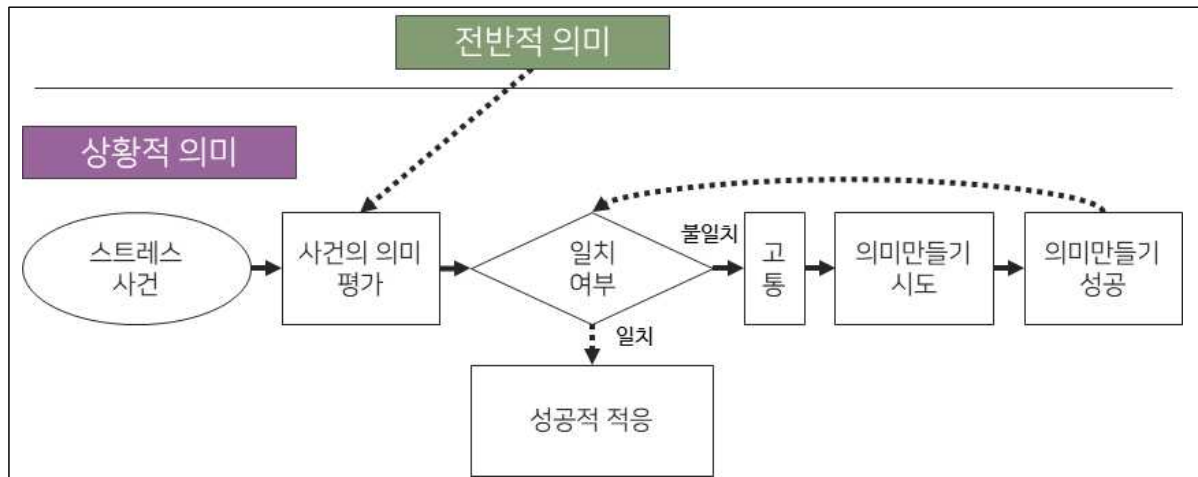 전반적 의미
상황적 의미
스트레스
사건
사건의 의미
평가
일치
여부
불일치
고
통
의미만들기
시도
의미만들기
성공
일치
성공적 적응